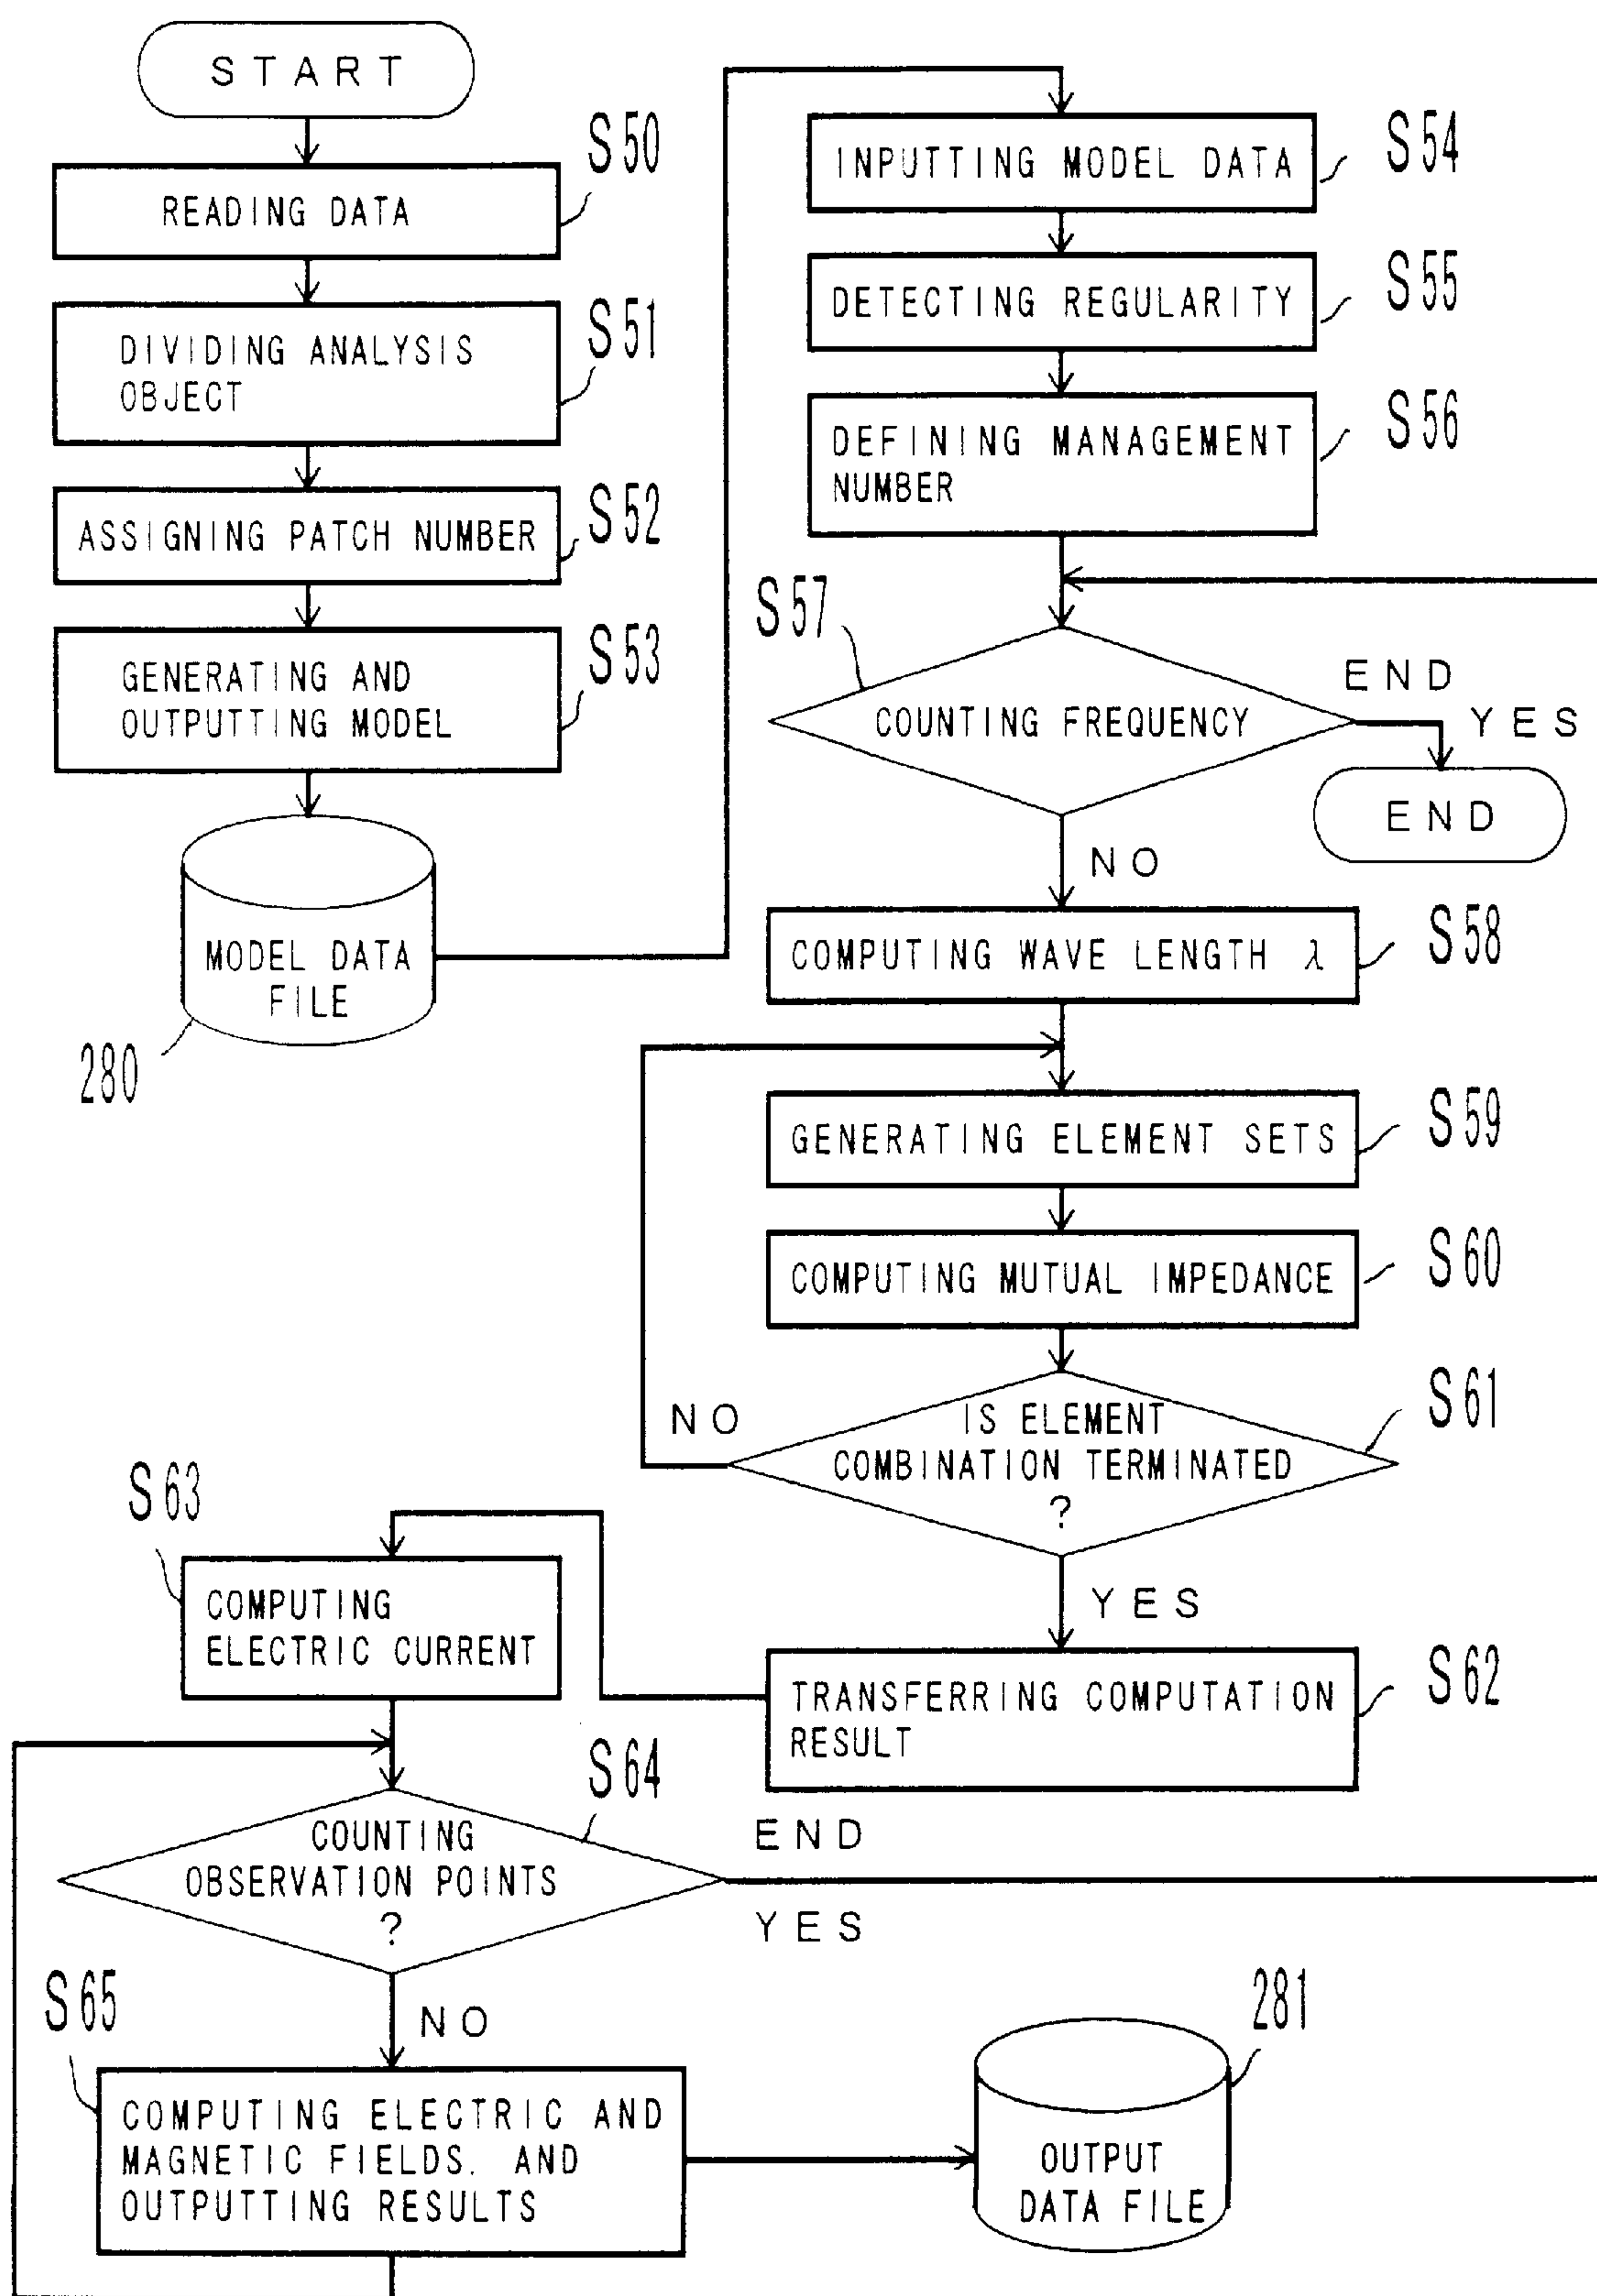 START
S50
READING DATA
S51
DIVIDING ANALYSIS
OBJECT
S52
ASSIGNING PATCH NUMBER
S53
GENERATING AND
OUTPUTTING MODEL
MODEL DATA
FILE
280
S54
INPUTTING MODEL DATA
S55
DETECTING REGULARITY
S56
DEFINING MANAGEMENT
NUMBER
S57
COUNTING FREQUENCY
END
YES
END
NO
S58
COMPUTING WAVE LENGTH λ
S59
GENERATING ELEMENT SETS
S60
COMPUTING MUTUAL IMPEDANCE
S61
IS ELEMENT
COMBINATION TERMINATED
?
NO
YES
S62
TRANSFERRING COMPUTATION
RESULT
S63
COMPUTING
ELECTRIC CURRENT
S64
COUNTING
OBSERVATION POINTS
?
END
YES
NO
S65
COMPUTING ELECTRIC AND
MAGNETIC FIELDS. AND
OUTPUTTING RESULTS
281
OUTPUT
DATA FILE